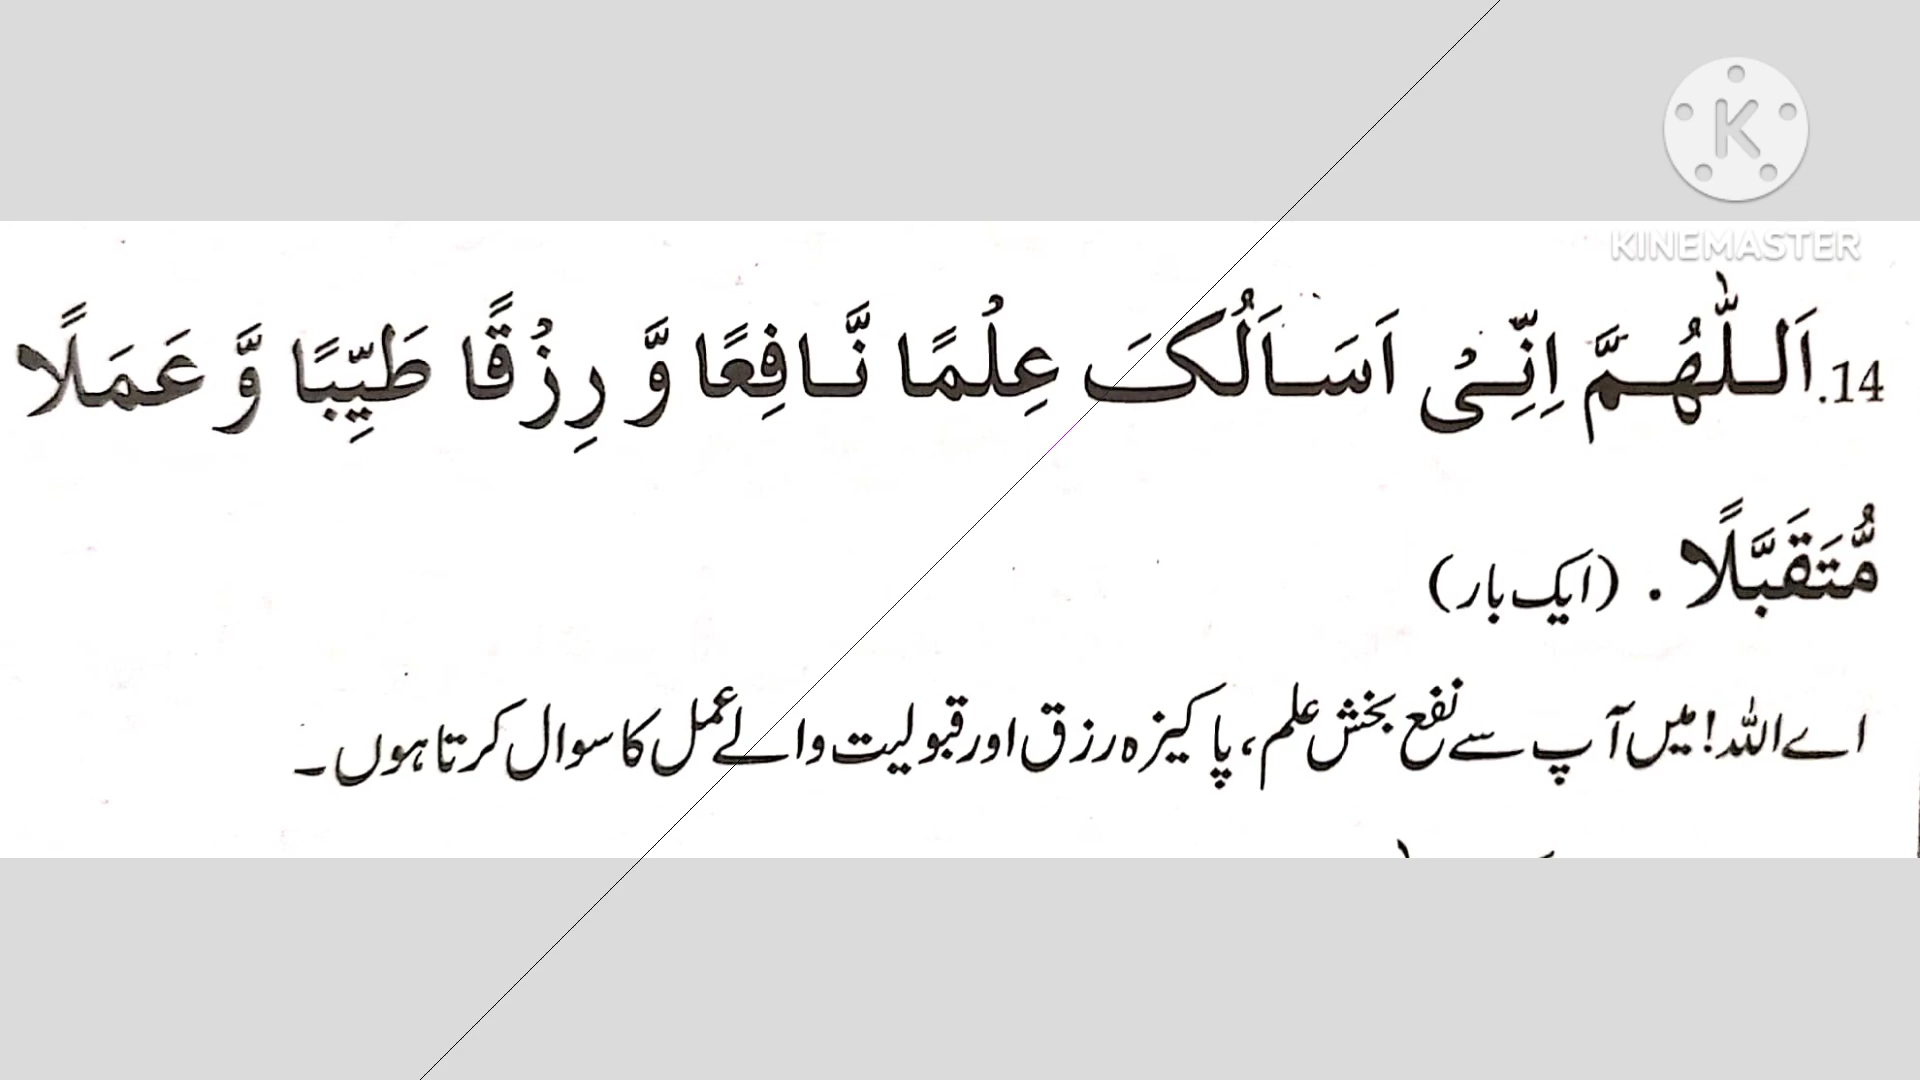 K
KINEMASTER
14. اَللّٰهُمَّ اِنِّیْ اَسَاَلُکَ عِلْمًا نَّافِعًا وَّ رِزْقًا طَیِّبًا وَّ عَمَلًا
مُّتَقَبَّلًا . (ایک بار)
اے اللہ! میں آپ سے نفع بخش علم، پاکیزہ رزق اور قبولیت والے عمل کا سوال کرتا ہوں۔